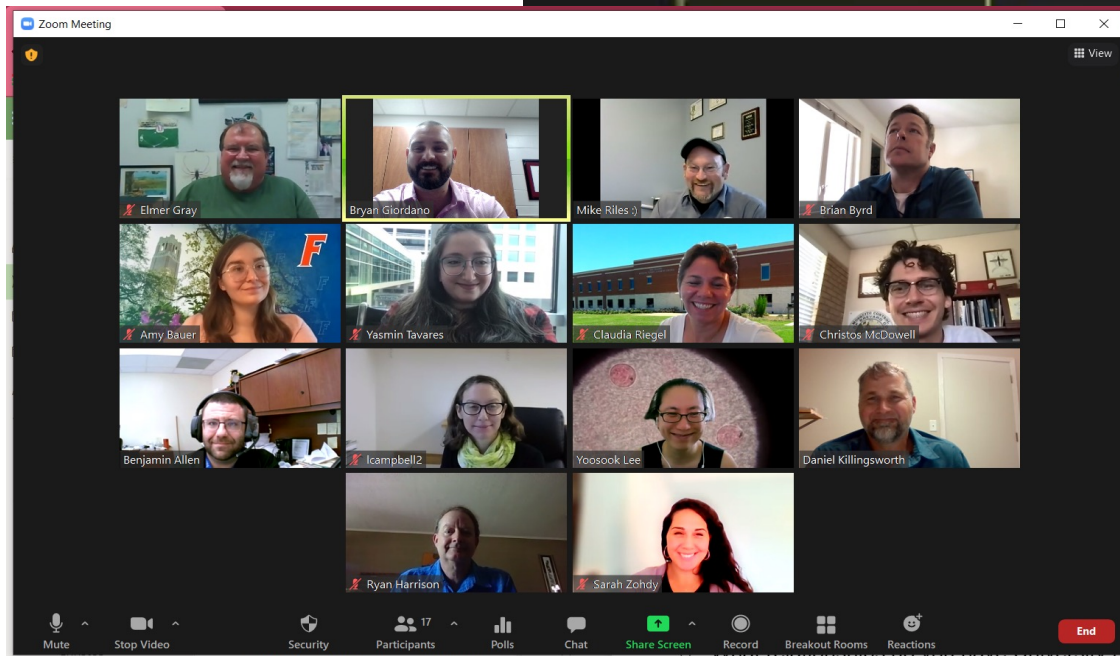 Zoom Meeting
View
Elmer Gray
Bryan Giordano
Mike Riles :)
Brian Byrd
F
Amy Bauer
Yasmin Tavares
Claudia Riegel
Christos McDowell
Benjamin Allen
lcampbell2
Yoosook Lee
Daniel Killingsworth
Ryan Harrison
Sarah Zohdy
17
Mute
Stop Video
Security
Participants
Polls
Chat
Share Screen
Record
Breakout Rooms
Reactions
End